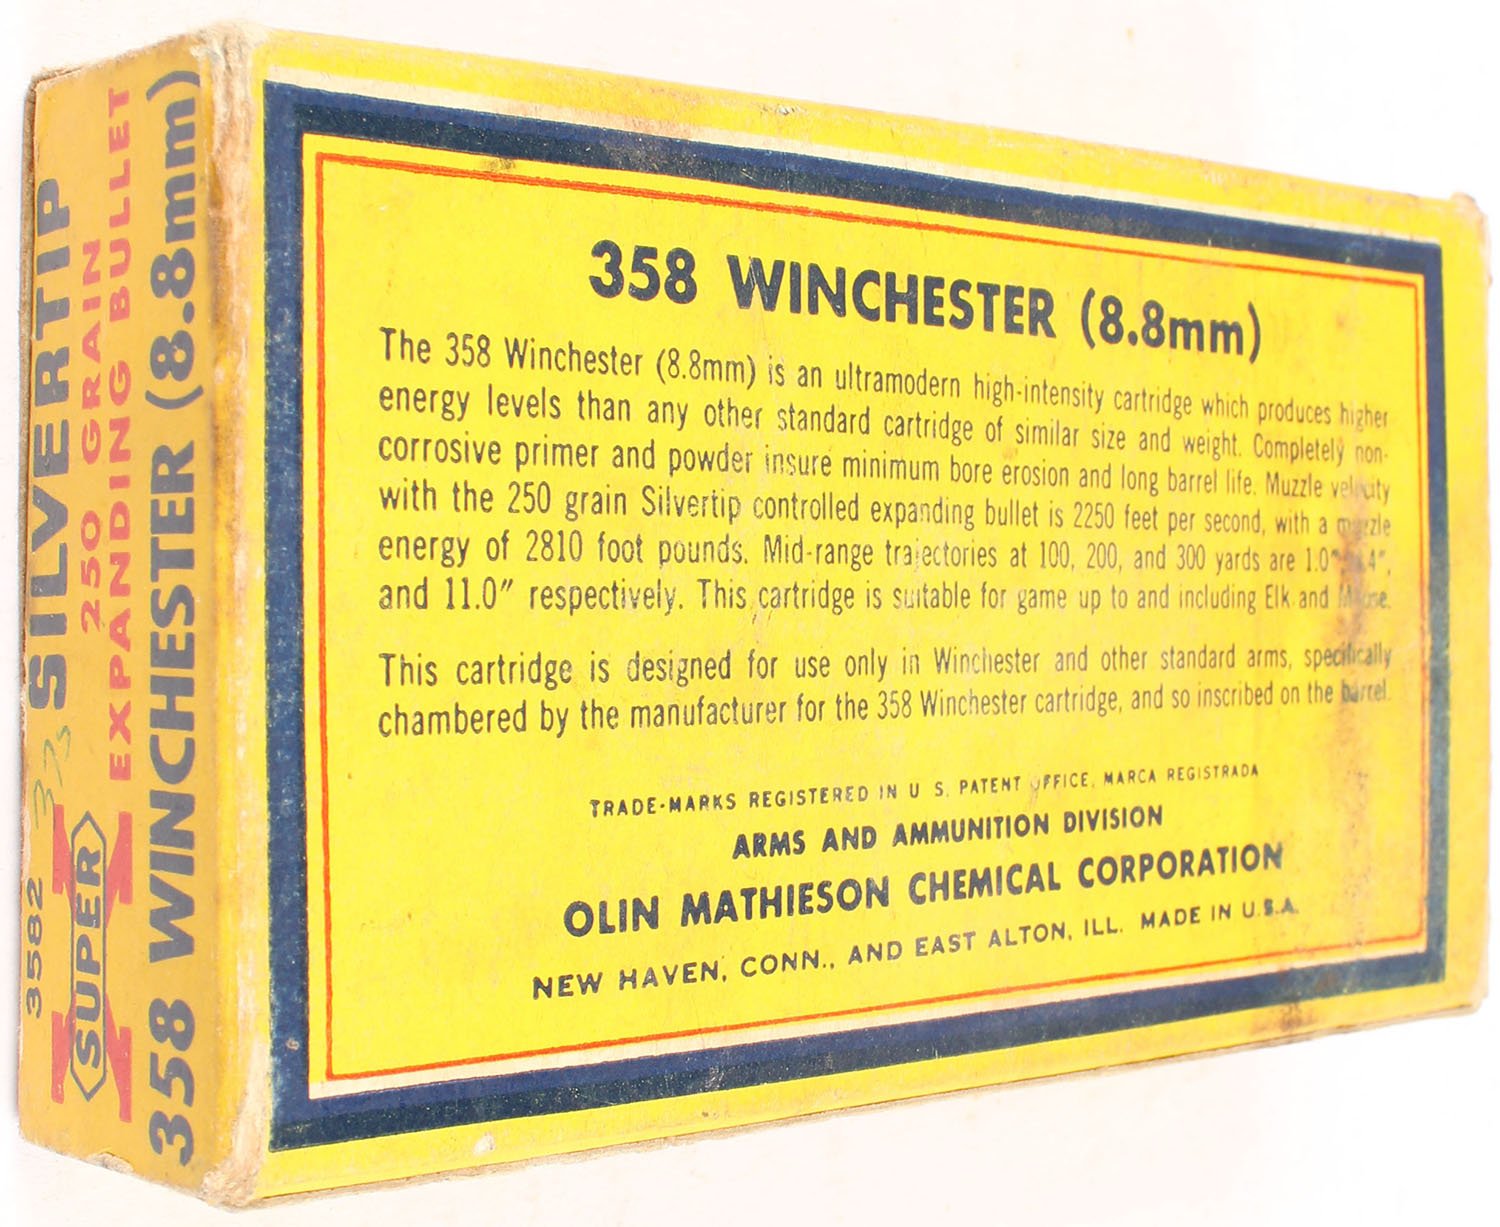 SILVERTIP
250 GRAIN
EXPANDING BULLET
3582
375
SUPER
X
358 WINCHESTER (8.8mm)
358 WINCHESTER (8.8mm)
The 358 Winchester (8.8mm) is an ultramodern high-intensity cartridge which produces higher
energy levels than any other standard cartridge of similar size and weight. Completely non-
corrosive primer and powder insure minimum bore erosion and long barrel life. Muzzle velocity
with the 250 grain Silvertip controlled expanding bullet is 2250 feet per second, with a muzzle
energy of 2810 foot pounds. Mid-range trajectories at 100, 200, and 300 yards are 1.0"
and 11.0" respectively. This cartridge is suitable for game up to and including Elk and Moose.
This cartridge is designed for use only in Winchester and other standard arms, specifically
chambered by the manufacturer for the 358 Winchester cartridge, and so inscribed on the barrel.
TRADE-MARKS REGISTERED IN U S. PATENT OFFICE, MARCA REGISTRADA
ARMS AND AMMUNITION DIVISION
OLIN MATHIESON CHEMICAL CORPORATION
NEW HAVEN, CONN., AND EAST ALTON, ILL. MADE IN U.S.A.